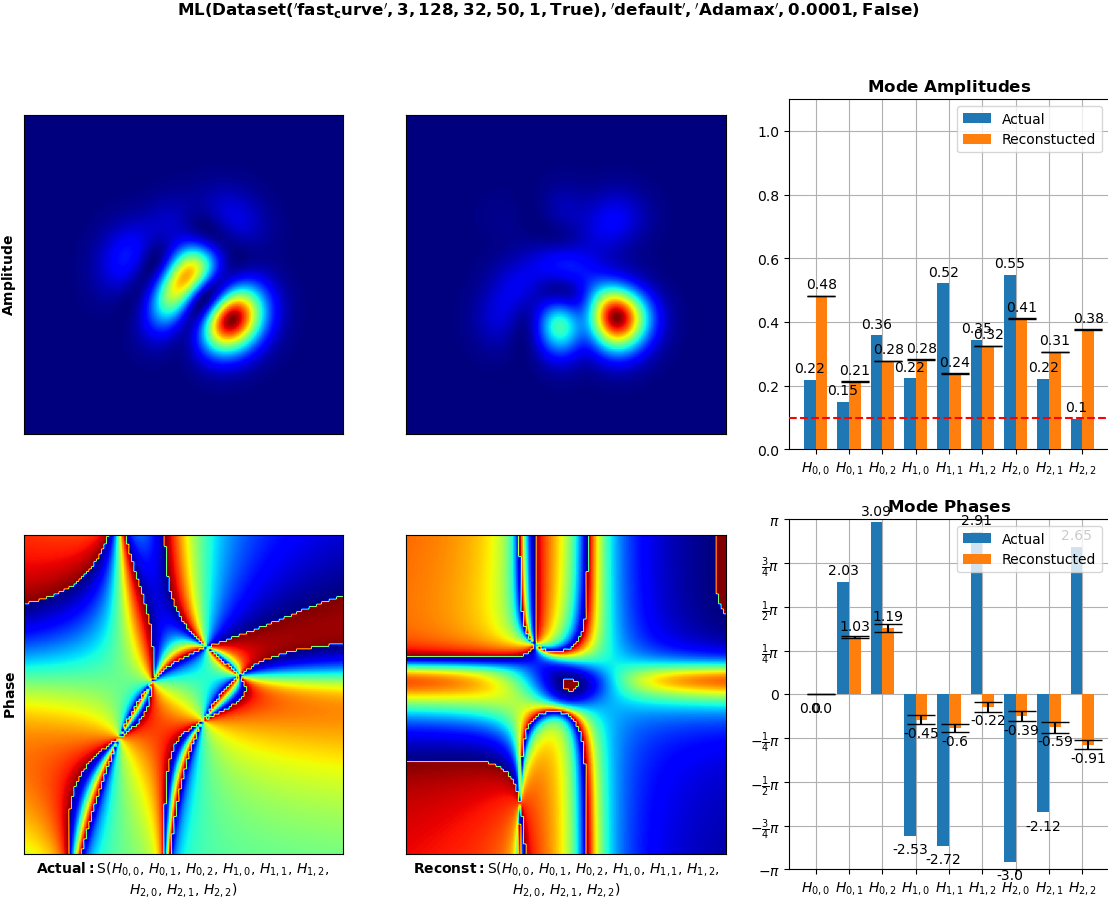 ML(Dataset('fast_curve', 3, 128, 32, 50, 1, True), 'default', 'Adamax', 0.0001, False)
Amplitude
Mode Amplitudes
Actual
Reconstucted
1.0
0.8
0.6
0.4
0.2
0.0
0.22 0.15 0.36 0.22 0.52 0.35 0.55 0.22 0.1
0.48 0.21 0.28 0.28 0.24 0.32 0.41 0.31 0.38
H0,0 H0,1 H0,2 H1,0 H1,1 H1,2 H2,0 H2,1 H2,2
Phase
Mode Phases
Actual
Reconstucted
π
3/4π
1/2π
1/4π
0
−1/4π
−1/2π
−3/4π
−π
0.0 2.03 3.09 -2.53 -2.72 2.91 -3.0 -2.12 2.65
0.0 1.03 1.19 -0.45 -0.6 -0.22 -0.39 -0.59 -0.91
H0,0 H0,1 H0,2 H1,0 H1,1 H1,2 H2,0 H2,1 H2,2
Actual: S(H0,0, H0,1, H0,2, H1,0, H1,1, H1,2,
H2,0, H2,1, H2,2)
Reconst: S(H0,0, H0,1, H0,2, H1,0, H1,1, H1,2,
H2,0, H2,1, H2,2)